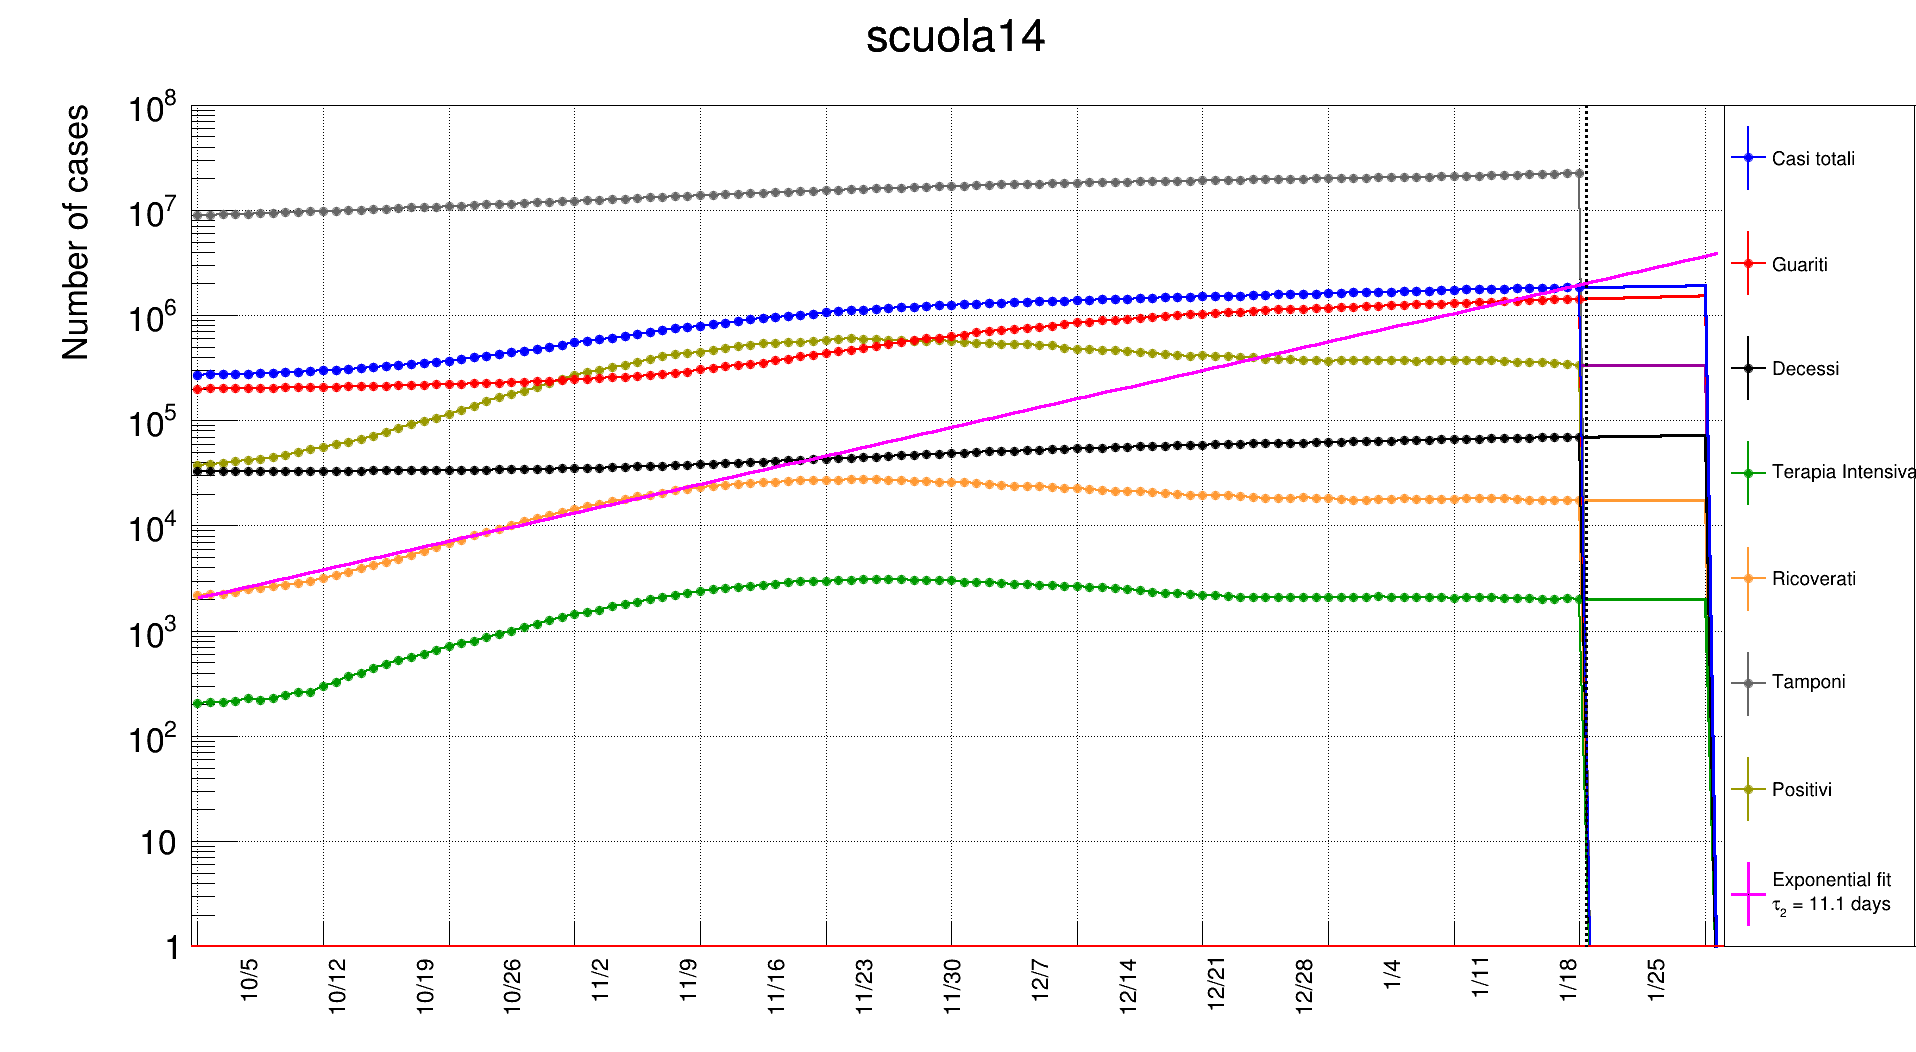 scuola14
Number of cases
10^8
10^7
10^6
10^5
10^4
10^3
10^2
10
1
10/5
10/12
10/19
10/26
11/2
11/9
11/16
11/23
11/30
12/7
12/14
12/21
12/28
1/4
1/11
1/18
1/25
Casi totali
Guariti
Decessi
Terapia Intensiva
Ricoverati
Tamponi
Positivi
Exponential fit
τ₂ = 11.1 days